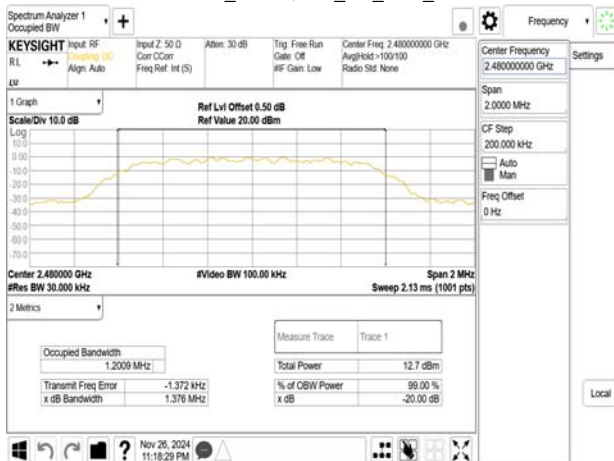 Spectrum Analyzer 1
Occupied BW
+
Frequency
KEYSIGHT Input: RF
RL
Coupling: DC
Align: Auto
Input Z: 50 Ω
Corr CCorr
Freq Ref: Int (S)
Atten: 30 dB
Trig: Free Run
Gate: Off
#IF Gain: Low
Center Freq: 2.480000000 GHz
Avg|Hold:>100/100
Radio Std: None
Center Frequency
2.480000000 GHz
Settings
Span
2.0000 MHz
CF Step
200.000 kHz
Auto
Man
Freq Offset
0 Hz
1 Graph
Scale/Div 10.0 dB
Ref Lvl Offset 0.50 dB
Ref Value 20.00 dBm
Log
10.0
0.00
-10.0
-20.0
-30.0
-40.0
-50.0
-60.0
-70.0
Center 2.480000 GHz
#Video BW 100.00 kHz
Span 2 MHz
#Res BW 30.000 kHz
Sweep 2.13 ms (1001 pts)
2 Metrics
Measure Trace
Trace 1
Occupied Bandwidth
1.2009 MHz
Total Power
12.7 dBm
Transmit Freq Error
-1.372 kHz
% of OBW Power
99.00 %
x dB Bandwidth
1.376 MHz
x dB
-20.00 dB
Local
?
Nov 26, 2024
11:18:29 PM